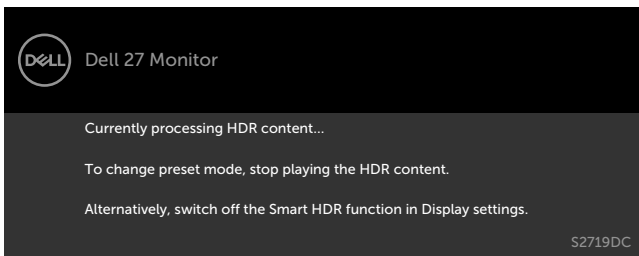 DELL
Dell 27 Monitor
Currently processing HDR content...
To change preset mode, stop playing the HDR content.
Alternatively, switch off the Smart HDR function in Display settings.
S2719DC